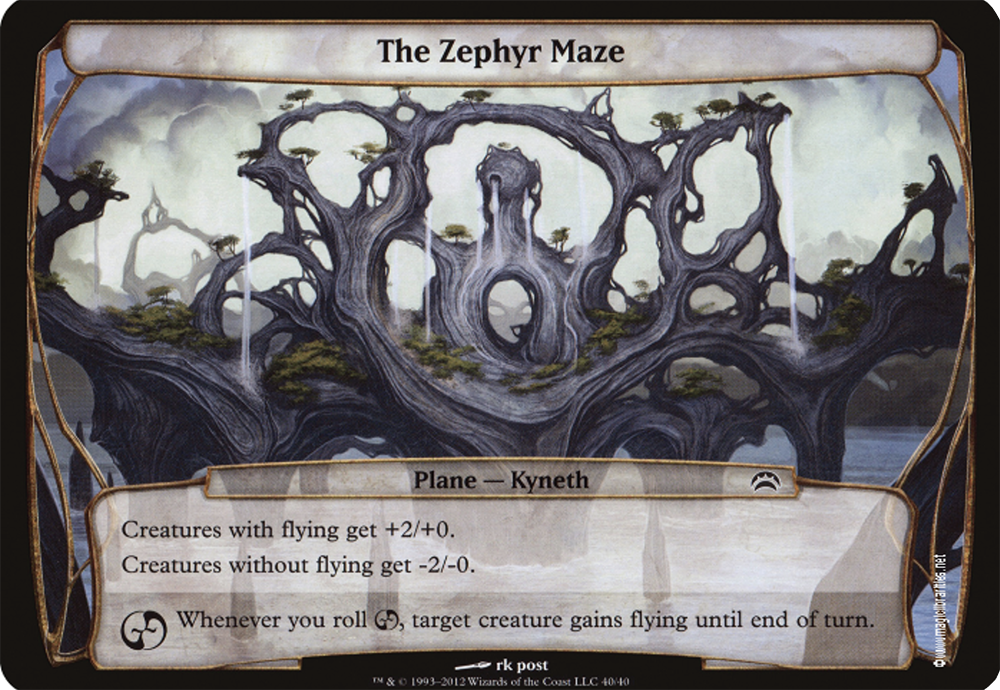 The Zephyr Maze
Plane — Kyneth
Creatures with flying get +2/+0.
Creatures without flying get -2/-0.
Whenever you roll , target creature gains flying until end of turn.
rk post
™ & © 1993–2012 Wizards of the Coast LLC 40/40
© www.magiclibrarities.net